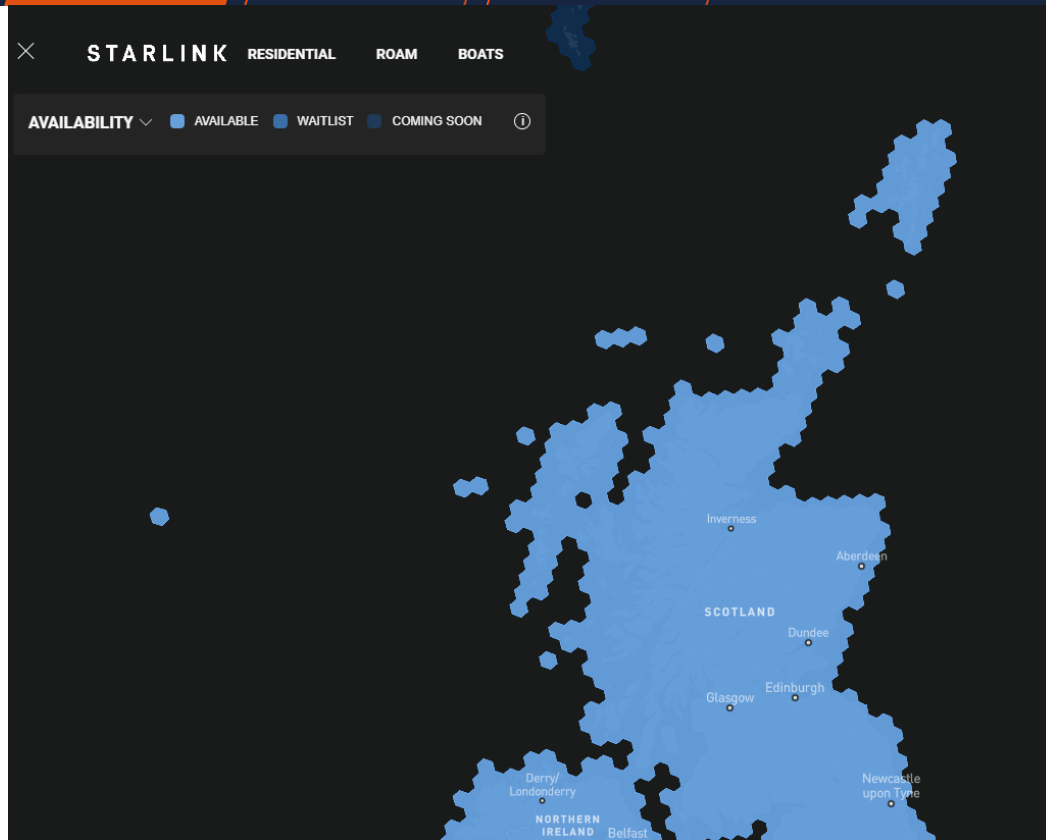 STARLINK RESIDENTIAL ROAM BOATS
AVAILABILITY AVAILABLE WAITLIST COMING SOON
Inverness
Aberdeen
SCOTLAND
Dundee
Edinburgh
Glasgow
Derry/
Londonderry
Newcastle
upon Tyne
NORTHERN
IRELAND
Belfast